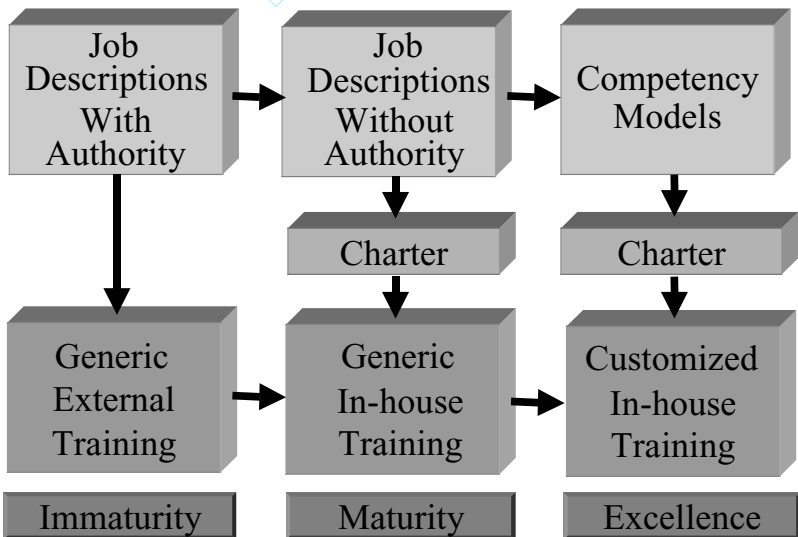 Job
Descriptions
With
Authority
Job
Descriptions
Without
Authority
Competency
Models
Charter
Charter
Generic
External
Training
Generic
In-house
Training
Customized
In-house
Training
Immaturity
Maturity
Excellence